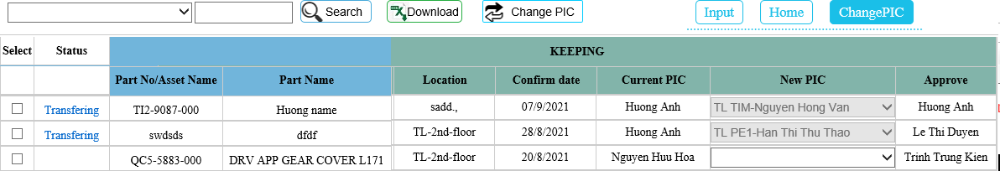 Search Download Change PIC Input Home ChangePIC
Select Status KEEPING
Part No/Asset Name Part Name Location Confirm date Current PIC New PIC Approve
Transfering TI2-9087-000 Huong name sadd., 07/9/2021 Huong Anh TL TIM-Nguyen Hong Van Huong Anh
Transfering swdsds dfdf TL-2nd-floor 28/8/2021 Huong Anh TL PE1-Han Thi Thu Thao Le Thi Duyen
QC5-5883-000 DRV APP GEAR COVER L171 TL-2nd-floor 20/8/2021 Nguyen Huu Hoa Trinh Trung Kien